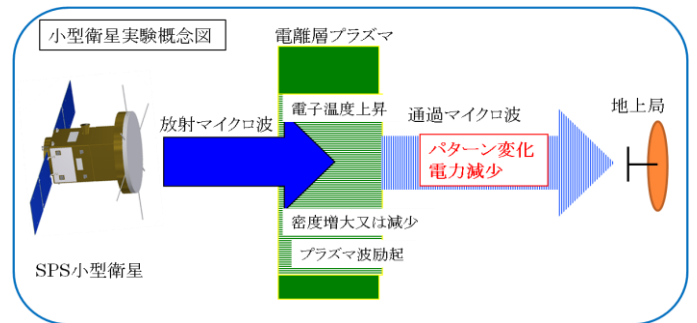 小型衛星実験概念図
電離層プラズマ
電子温度上昇
放射マイクロ波
通過マイクロ波
地上局
パターン変化
電力減少
密度増大又は減少
プラズマ波励起
SPS小型衛星